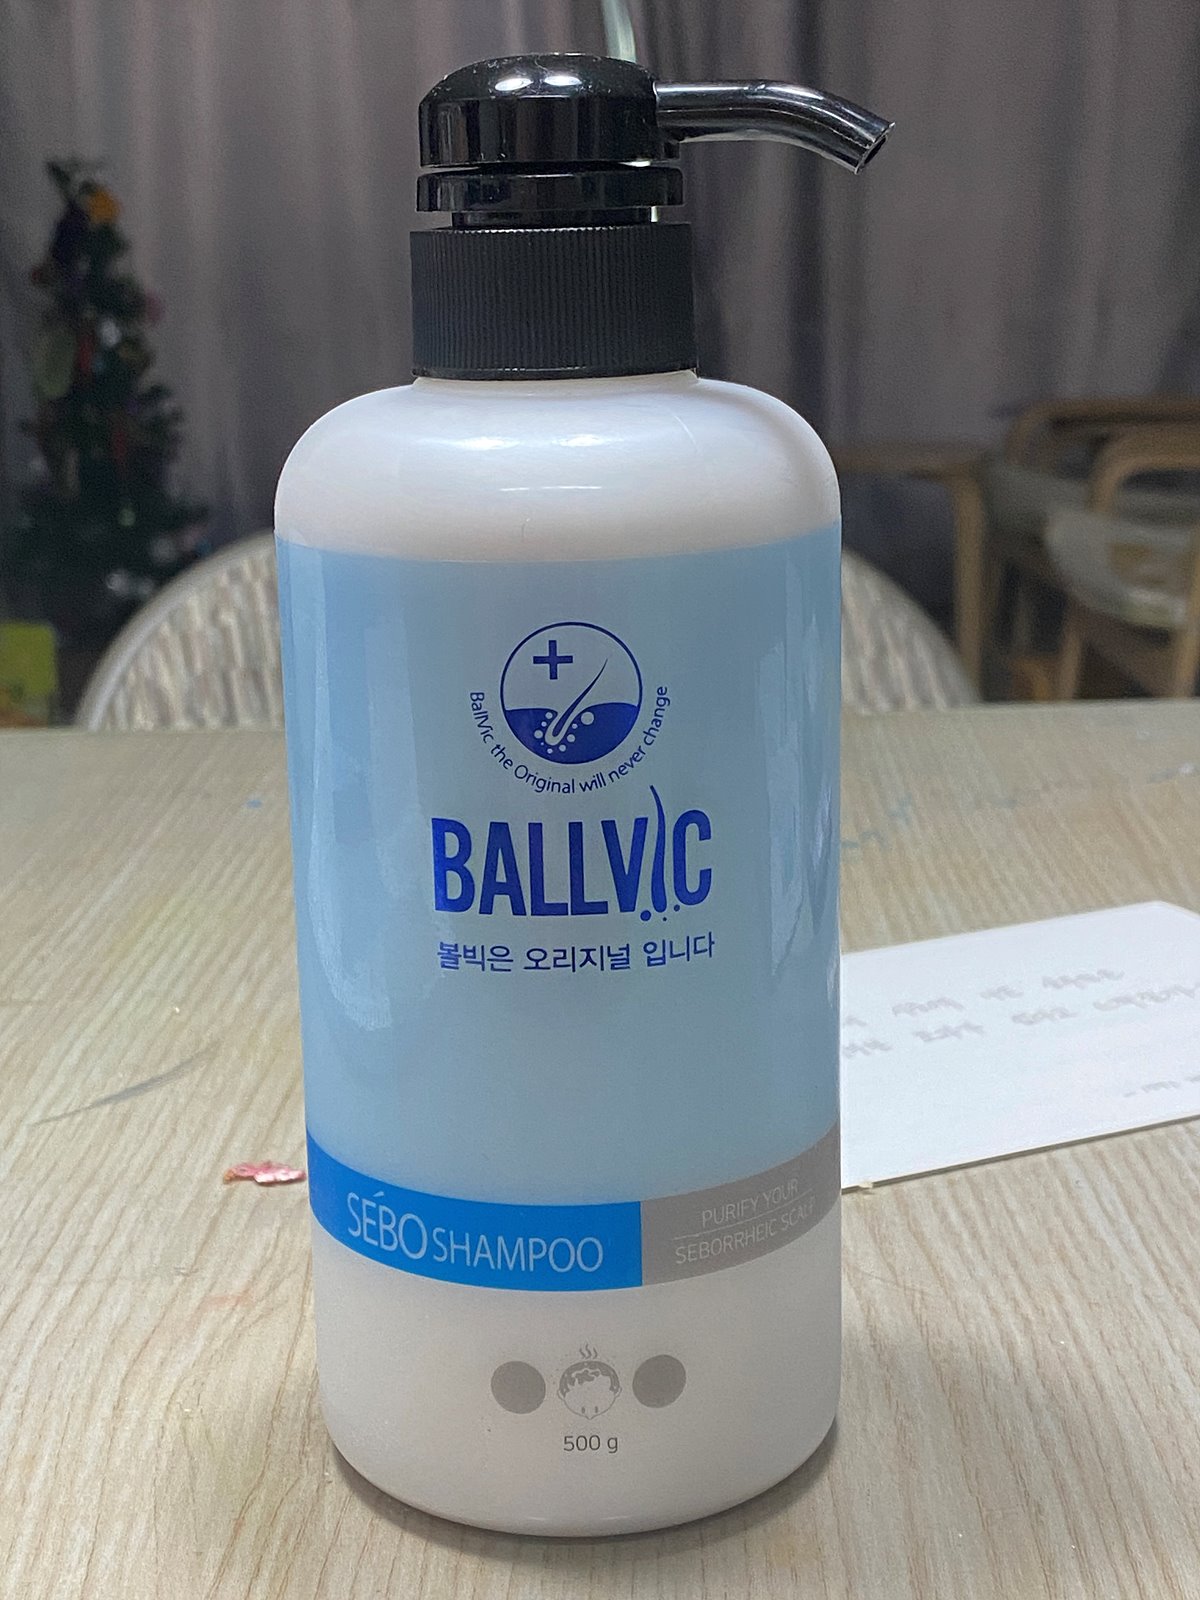 BallVic the Original will never change
BALLVIC
볼빅은 오리지널 입니다
SÉBO SHAMPOO
PURIFY YOUR
SEBORRHEIC SCALP
500 g